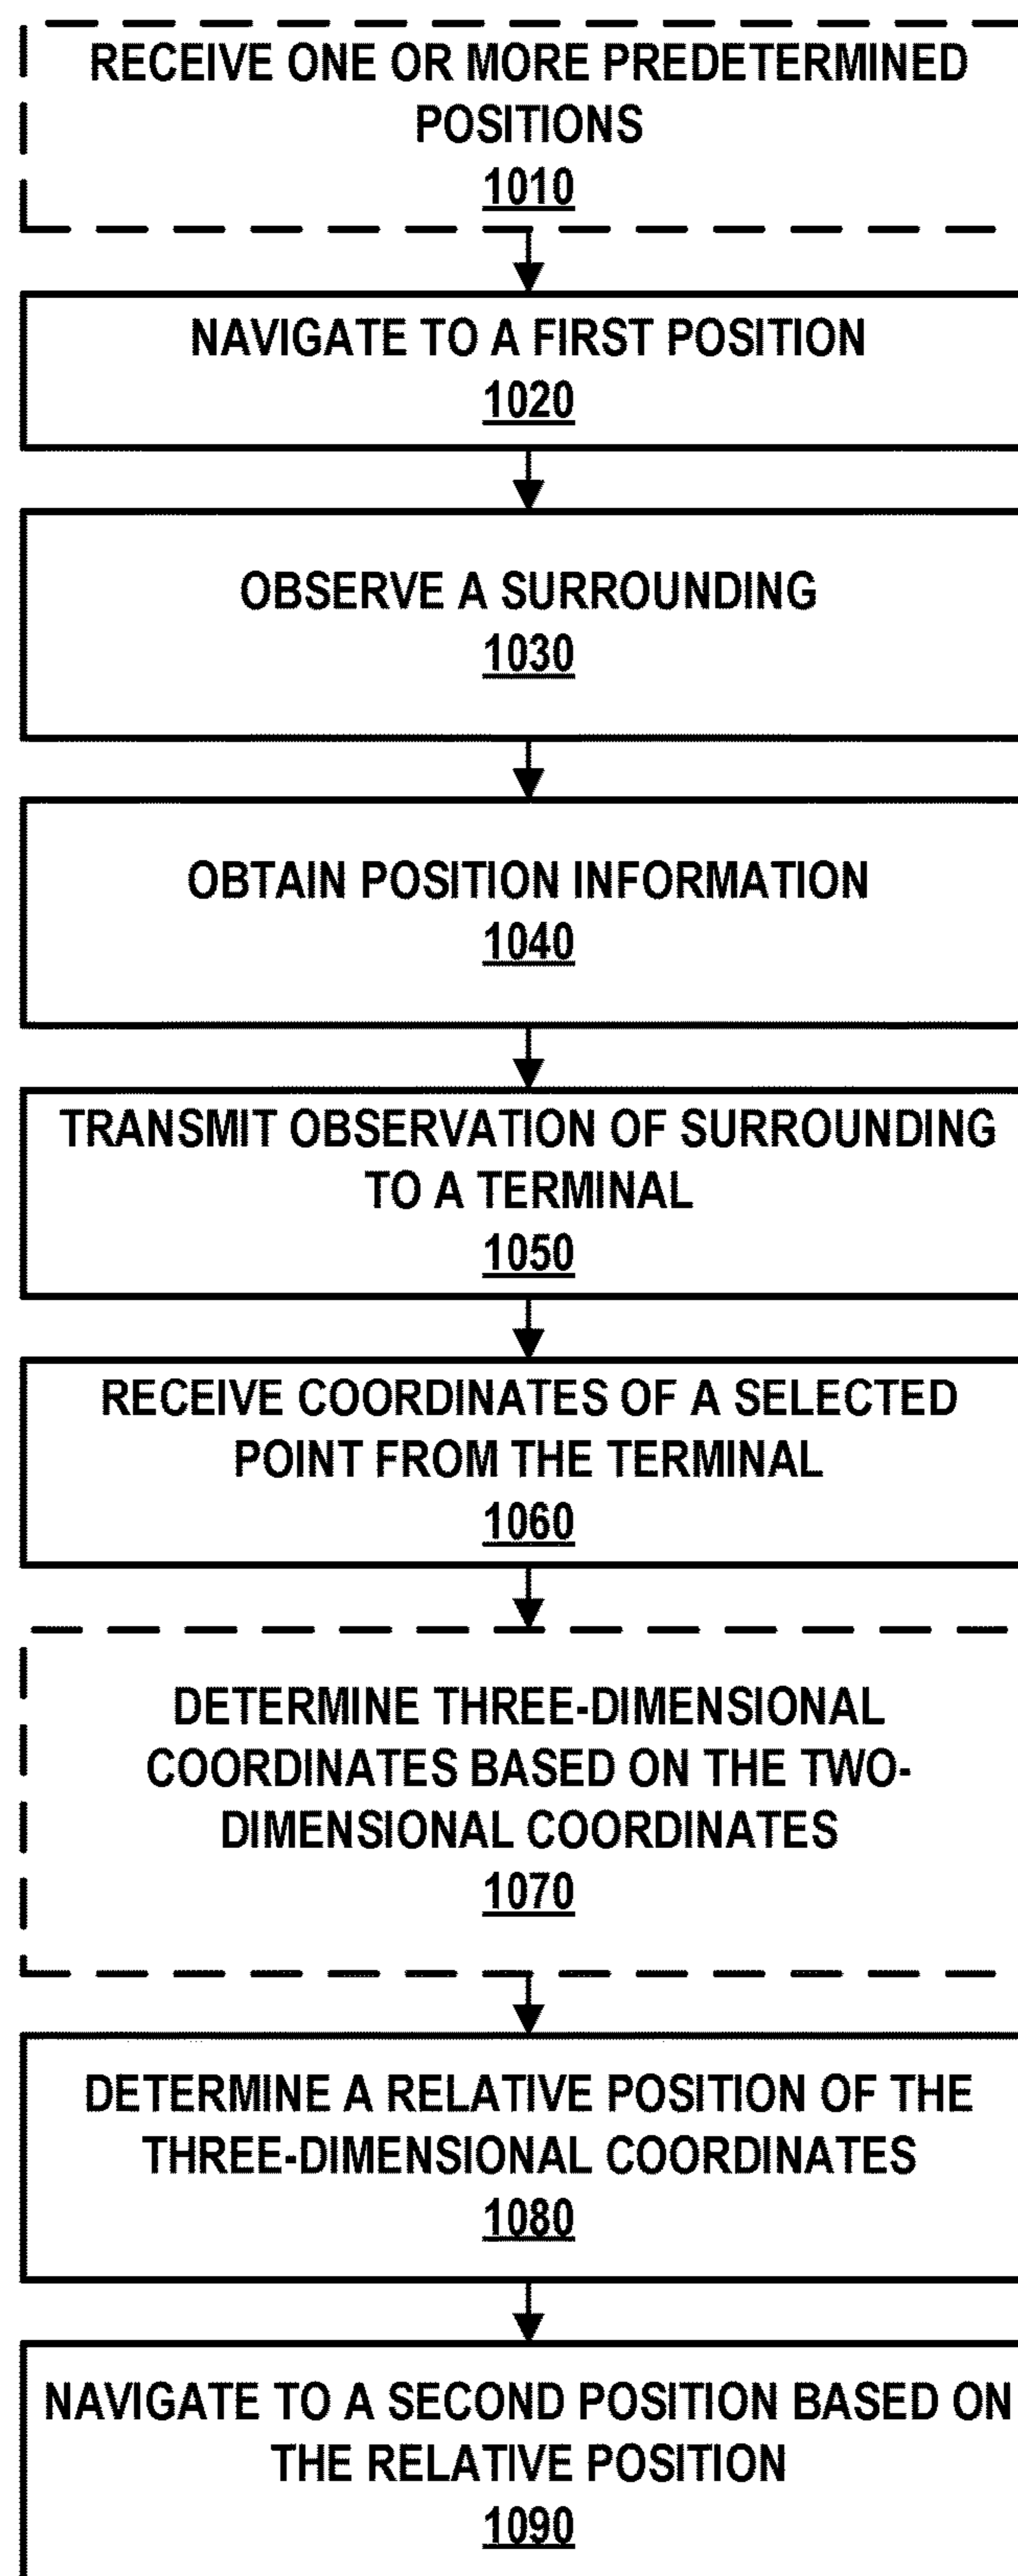 RECEIVE ONE OR MORE PREDETERMINED
POSITIONS
1010
NAVIGATE TO A FIRST POSITION
1020
OBSERVE A SURROUNDING
1030
OBTAIN POSITION INFORMATION
1040
TRANSMIT OBSERVATION OF SURROUNDING
TO A TERMINAL
1050
RECEIVE COORDINATES OF A SELECTED
POINT FROM THE TERMINAL
1060
DETERMINE THREE-DIMENSIONAL
COORDINATES BASED ON THE TWO-
DIMENSIONAL COORDINATES
1070
DETERMINE A RELATIVE POSITION OF THE
THREE-DIMENSIONAL COORDINATES
1080
NAVIGATE TO A SECOND POSITION BASED ON
THE RELATIVE POSITION
1090